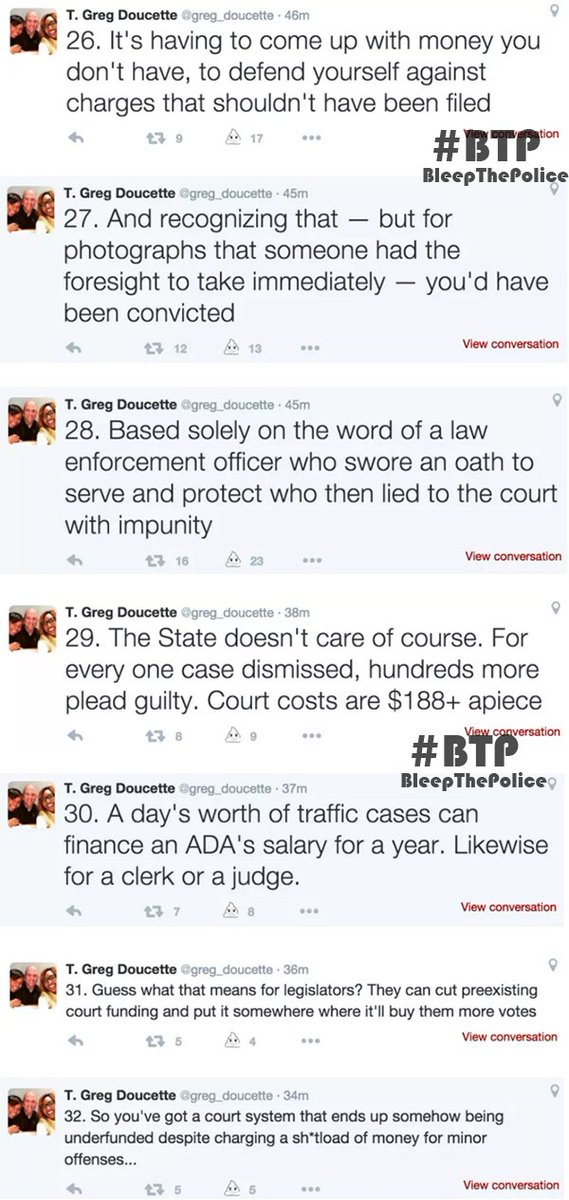 T. Greg Doucette @greg_doucette · 46m
26. It's having to come up with money you
don't have, to defend yourself against
charges that shouldn't have been filed
9 17 •••
View conversation
#BTP
BleepThePolice
T. Greg Doucette @greg_doucette · 45m
27. And recognizing that — but for
photographs that someone had the
foresight to take immediately — you'd have
been convicted
12 13 •••
View conversation
T. Greg Doucette @greg_doucette · 45m
28. Based solely on the word of a law
enforcement officer who swore an oath to
serve and protect who then lied to the court
with impunity
16 23 •••
View conversation
T. Greg Doucette @greg_doucette · 38m
29. The State doesn't care of course. For
every one case dismissed, hundreds more
plead guilty. Court costs are $188+ apiece
8 9 •••
View conversation
#BTP
BleepThePolice
T. Greg Doucette @greg_doucette · 37m
30. A day's worth of traffic cases can
finance an ADA's salary for a year. Likewise
for a clerk or a judge.
7 8 •••
View conversation
T. Greg Doucette @greg_doucette · 36m
31. Guess what that means for legislators? They can cut preexisting
court funding and put it somewhere where it'll buy them more votes
5 4 •••
View conversation
T. Greg Doucette @greg_doucette · 34m
32. So you've got a court system that ends up somehow being
underfunded despite charging a sh*tload of money for minor
offenses...
5 5 •••
View conversation